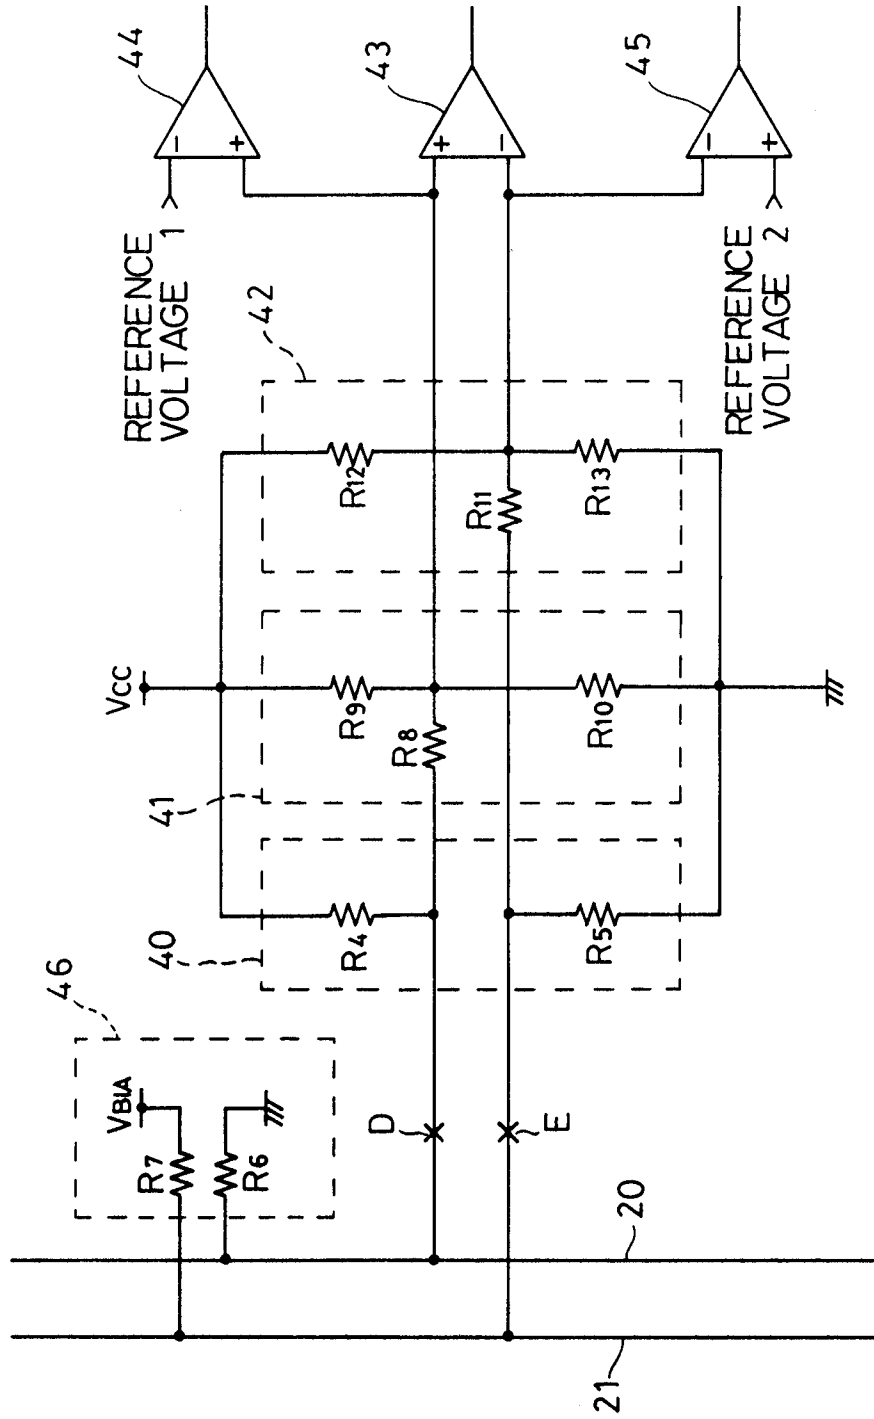 44
43
45
−
+
+
−
−
+
REFERENCE
VOLTAGE 1
REFERENCE
VOLTAGE 2
42
R12
R11
R13
VCC
R9
R8
R10
41
40
R4
R5
46
VBIA
R7
R6
D
E
20
21